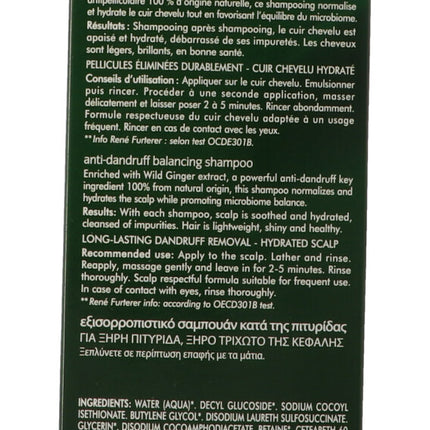 antipelliculaire 100 % d'origine naturelle, ce shampooing normalise
et hydrate le cuir chevelu tout en favorisant l'équilibre du microbiome.
Résultats : Shampooing après shampooing, le cuir chevelu est
apaisé et hydraté, débarrassé de ses impuretés. Les cheveux
sont légers, brillants, en bonne santé.
PELLICULES ÉLIMINÉES DURABLEMENT - CUIR CHEVELU HYDRATÉ
Conseils d'utilisation : Appliquer sur le cuir chevelu. Émulsionner
puis rincer. Procéder à une seconde application, masser
délicatement et laisser poser 2 à 5 minutes. Rincer abondamment.
Formule respectueuse du cuir chevelu adaptée à un usage
fréquent. Rincer en cas de contact avec les yeux.
**Info René Furterer : selon test OCDE301B.
anti-dandruff balancing shampoo
Enriched with Wild Ginger extract, a powerful anti-dandruff key
ingredient 100% from natural origin, this shampoo normalizes and
hydrates the scalp while promoting microbiome balance.
Results: With each shampoo, scalp is soothed and hydrated,
cleansed of impurities. Hair is lightweight, shiny and healthy.
LONG-LASTING DANDRUFF REMOVAL - HYDRATED SCALP
Recommended use: Apply to the scalp. Lather and rinse.
Reapply, massage gently and leave in for 2-5 minutes. Rinse
thoroughly. Scalp respectful formula suitable for frequent use.
In case of contact with eyes, rinse thoroughly.
**René Furterer info: according to OECD301B test.
εξισορροπιστικό σαμπουάν κατά της πιτυρίδας
ΓΙΑ ΞΗΡΗ ΠΙΤΥΡΙΔΑ, ΞΗΡΟ ΤΡΙΧΩΤΟ ΤΗΣ ΚΕΦΑΛΗΣ
Ξεπλύνετε σε περίπτωση επαφής με τα μάτια.
INGREDIENTS: WATER (AQUA)*. DECYL GLUCOSIDE*. SODIUM COCOYL
ISETHIONATE. BUTYLENE GLYCOL*. DISODIUM LAURETH SULFOSUCCINATE.
GLYCERIN*. DISODIUM COCOAMPHODIACETATE. BETAINE*. CETEARETH-60